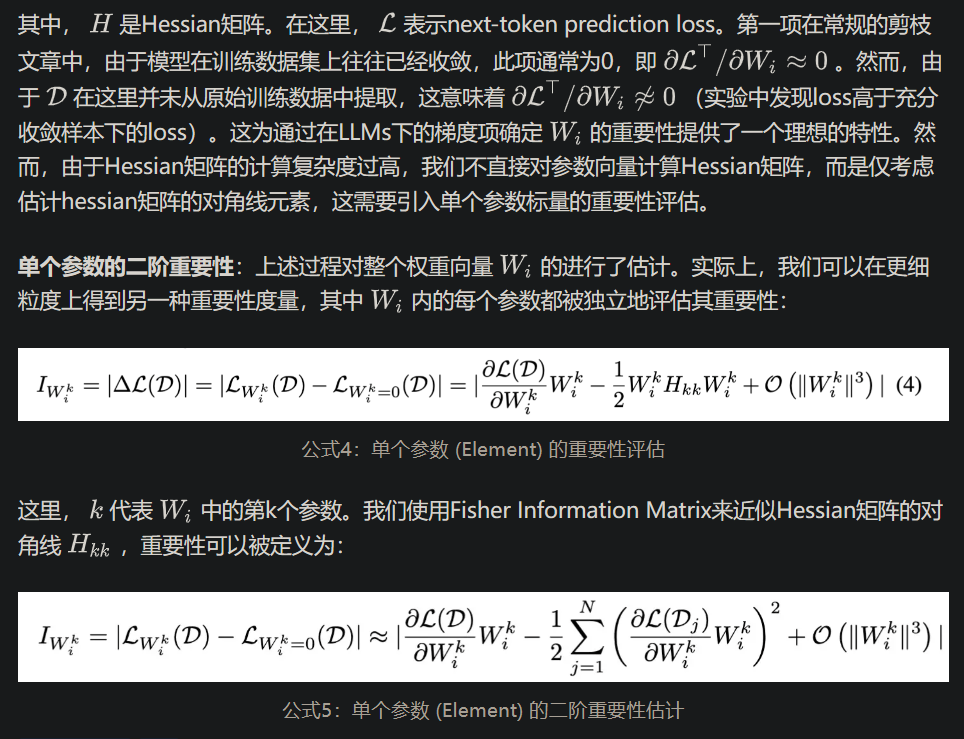 其中， $H$ 是Hessian矩阵。在这里， $\mathcal{L}$ 表示next-token prediction loss。第一项在常规的剪枝
文章中，由于模型在训练数据集上往往已经收敛，此项通常为0，即 $\partial \mathcal{L}^\top / \partial W_i \approx 0$ 。然而，由
于 $\mathcal{D}$ 在这里并未从原始训练数据中提取，这意味着 $\partial \mathcal{L}^\top / \partial W_i \not\approx 0$ （实验中发现loss高于充分
收敛样本下的loss）。这为通过在LLMs下的梯度项确定 $W_i$ 的重要性提供了一个理想的特性。然
而，由于Hessian矩阵的计算复杂度过高，我们不直接对参数向量计算Hessian矩阵，而是仅考虑
估计hessian矩阵的对角线元素，这需要引入单个参数标量的重要性评估。
单个参数的二阶重要性：上述过程对整个权重向量 $W_i$ 的进行了估计。实际上，我们可以在更细
粒度上得到另一种重要性度量，其中 $W_i$ 内的每个参数都被独立地评估其重要性：
$I_{W_i^k} = |\Delta \mathcal{L}(\mathcal{D})| = |\mathcal{L}_{W_i^k}(\mathcal{D}) - \mathcal{L}_{W_i^k=0}(\mathcal{D})| = |\frac{\partial \mathcal{L}(\mathcal{D})}{\partial W_i^k} W_i^k - \frac{1}{2} W_i^k H_{kk} W_i^k + \mathcal{O}\left(\|W_i^k\|^3\right)|$ (4)
公式4：单个参数 (Element) 的重要性评估
这里， $k$ 代表 $W_i$ 中的第k个参数。我们使用Fisher Information Matrix来近似Hessian矩阵的对
角线 $H_{kk}$ ，重要性可以被定义为：
$I_{W_i^k} = |\mathcal{L}_{W_i^k}(\mathcal{D}) - \mathcal{L}_{W_i^k=0}(\mathcal{D})| \approx |\frac{\partial \mathcal{L}(\mathcal{D})}{\partial W_i^k} W_i^k - \frac{1}{2} \sum_{j=1}^{N} \left( \frac{\partial \mathcal{L}(\mathcal{D}_j)}{\partial W_i^k} W_i^k \right)^2 + \mathcal{O}\left(\|W_i^k\|^3\right)|$
公式5：单个参数 (Element) 的二阶重要性估计